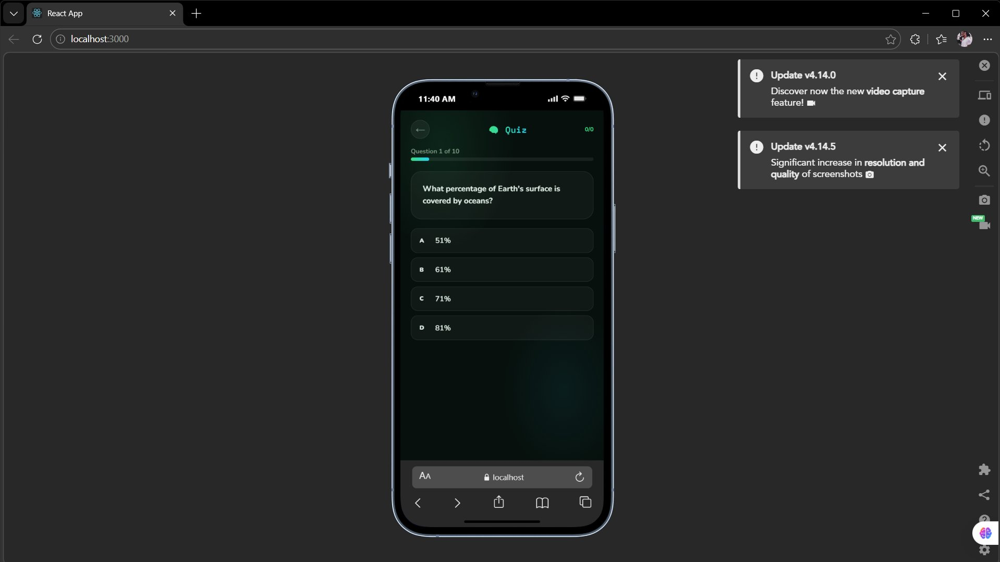 React App
localhost:3000
Update v4.14.0
Discover now the new video capture
feature!
Update v4.14.5
Significant increase in resolution and
quality of screenshots
NEW
11:40 AM
Quiz
0/0
Question 1 of 10
What percentage of Earth's surface is
covered by oceans?
A 51%
B 61%
C 71%
D 81%
AA
localhost